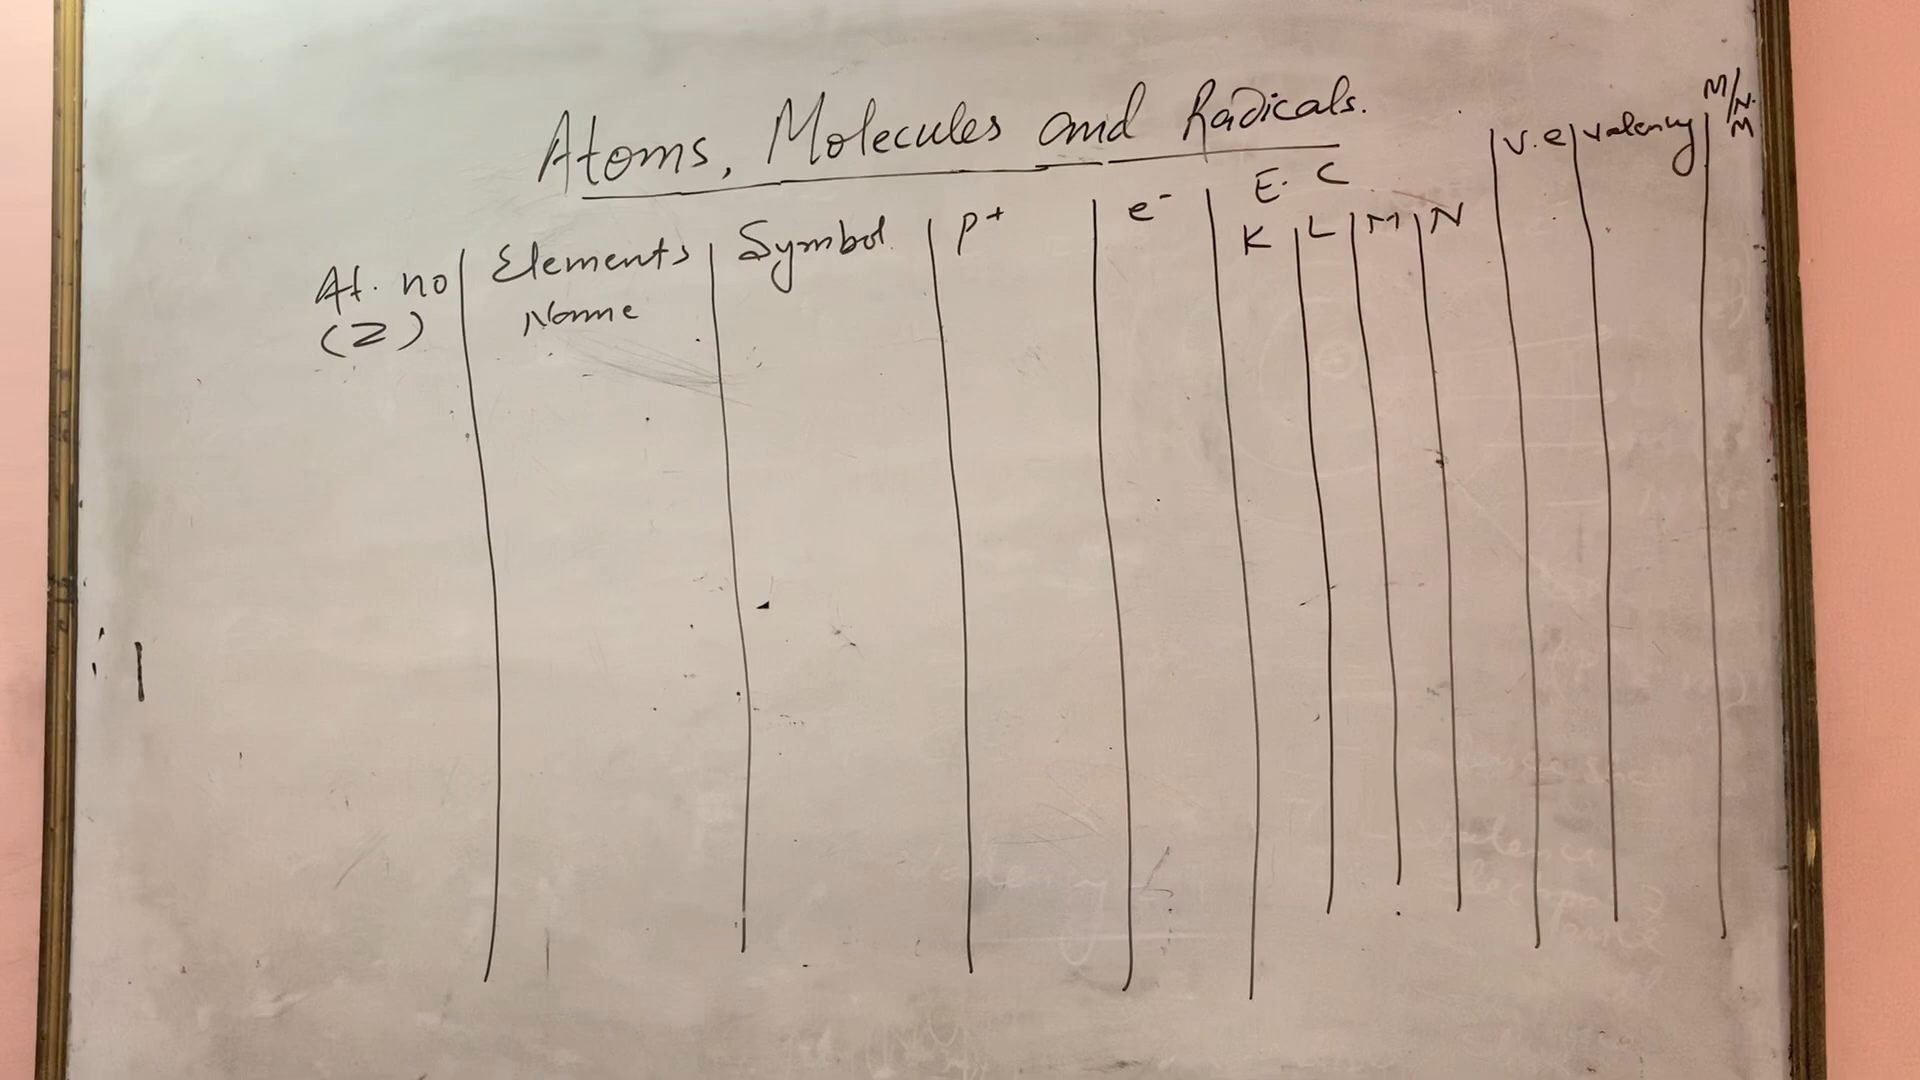 Atoms, Molecules and Radicals.
At. no (Z) | Elements Name | Symbol | p+ | e- | E. C K | L | M | N | v.e | valency | M/N.M